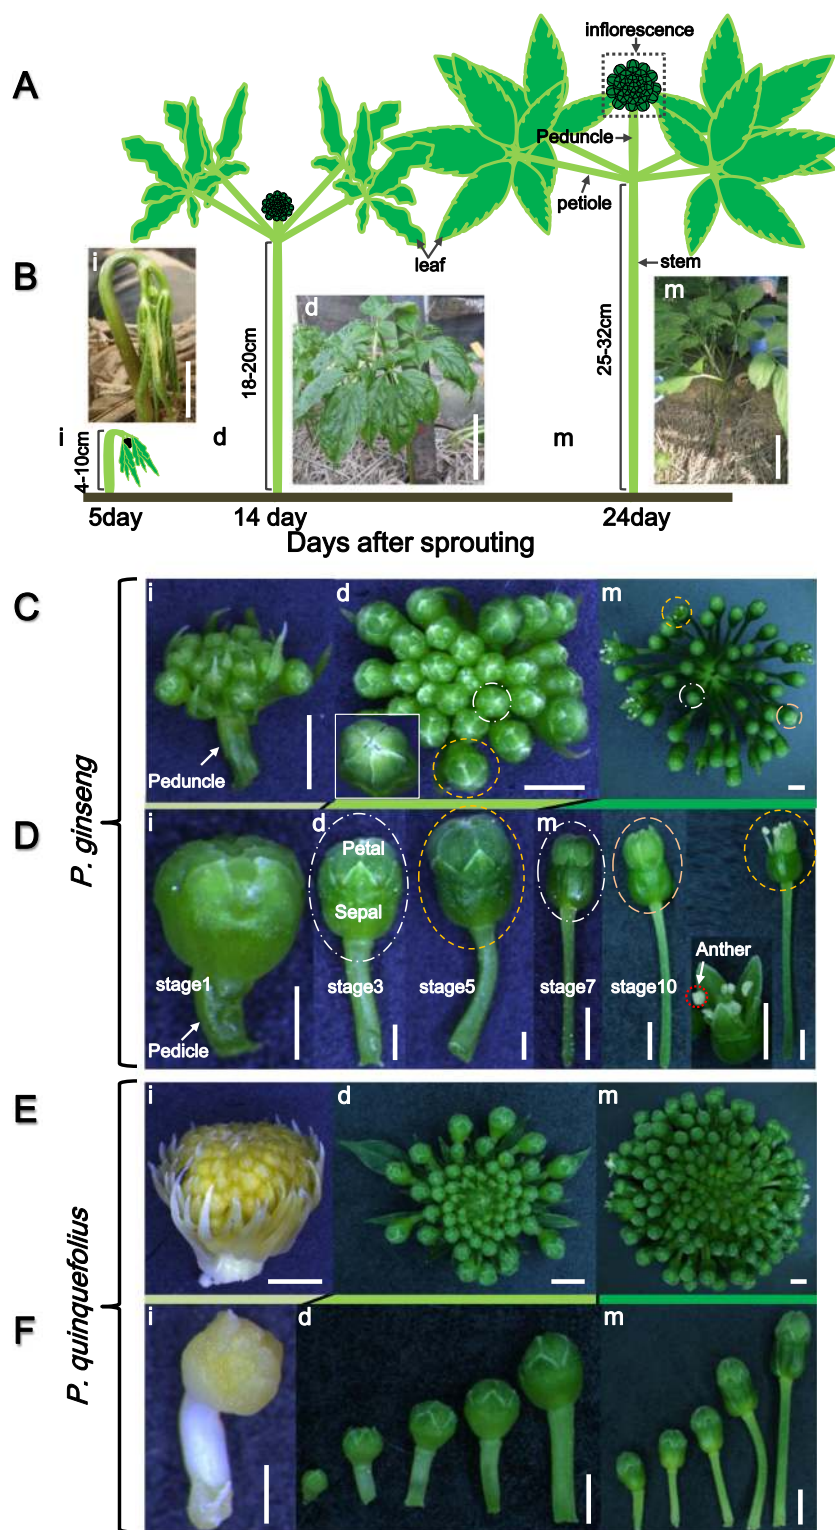 inflorescence
A
Peduncle
petiole
leaf
stem
B
i
d
m
18-20cm
25-32cm
4-10cm
i
d
m
5day
14 day
24day
Days after sprouting
C
i
d
m
Peduncle
P. ginseng
D
i
d
m
Petal
Sepal
Anther
stage1
stage3
stage5
stage7
stage10
Pedicle
E
i
d
m
P. quinquefolius
F
i
d
m